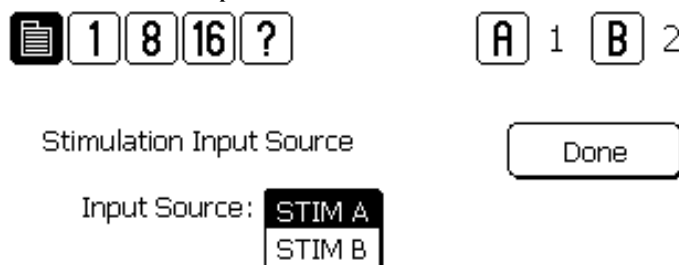 1 8 16 ? A 1 B 2
Stimulation Input Source
Done
Input Source: STIM A
STIM B